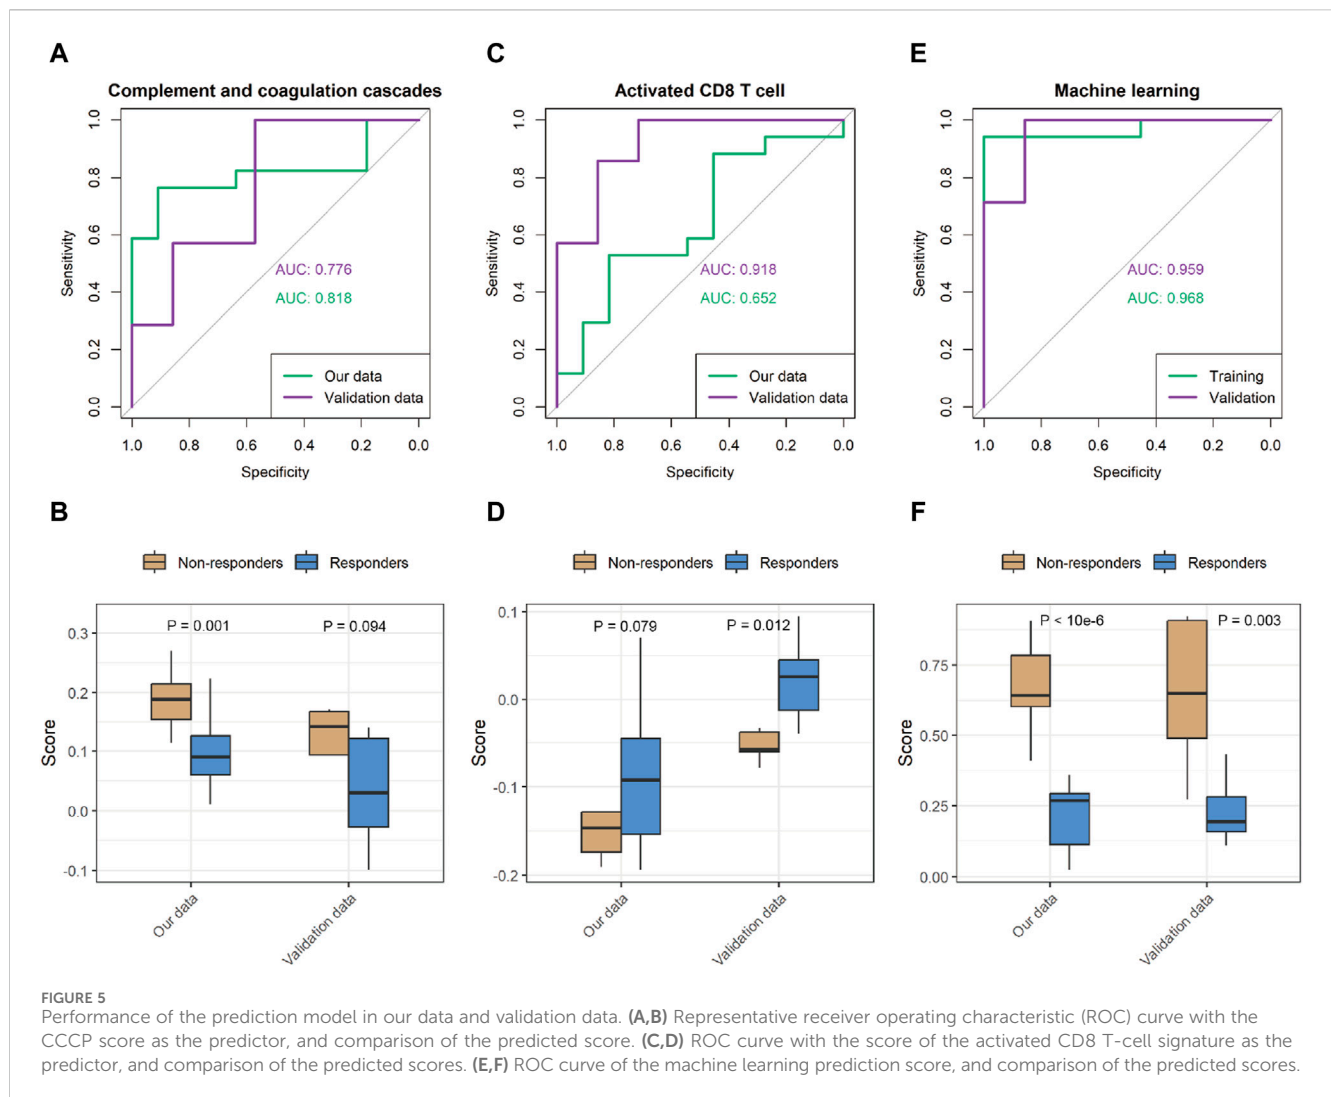 A
Complement and coagulation cascades
1.0
0.8
0.6
0.4
0.2
0.0
Sensitivity
AUC: 0.776
AUC: 0.818
Our data
Validation data
1.0 0.8 0.6 0.4 0.2 0.0
Specificity
C
Activated CD8 T cell
1.0
0.8
0.6
0.4
0.2
0.0
Sensitivity
AUC: 0.918
AUC: 0.652
Our data
Validation data
1.0 0.8 0.6 0.4 0.2 0.0
Specificity
E
Machine learning
1.0
0.8
0.6
0.4
0.2
0.0
Sensitivity
AUC: 0.959
AUC: 0.968
Training
Validation
1.0 0.8 0.6 0.4 0.2 0.0
Specificity
B
Non-responders Responders
0.3
0.2
0.1
0.0
-0.1
Score
P = 0.001 P = 0.094
Our data
Validation data
D
Non-responders Responders
0.1
0.0
-0.1
-0.2
Score
P = 0.079 P = 0.012
Our data
Validation data
F
Non-responders Responders
0.75
0.50
0.25
0.00
Score
P < 10e-6 P = 0.003
Our data
Validation data
FIGURE 5
Performance of the prediction model in our data and validation data. (A,B) Representative receiver operating characteristic (ROC) curve with the
CCCP score as the predictor, and comparison of the predicted score. (C,D) ROC curve with the score of the activated CD8 T-cell signature as the
predictor, and comparison of the predicted scores. (E,F) ROC curve of the machine learning prediction score, and comparison of the predicted scores.